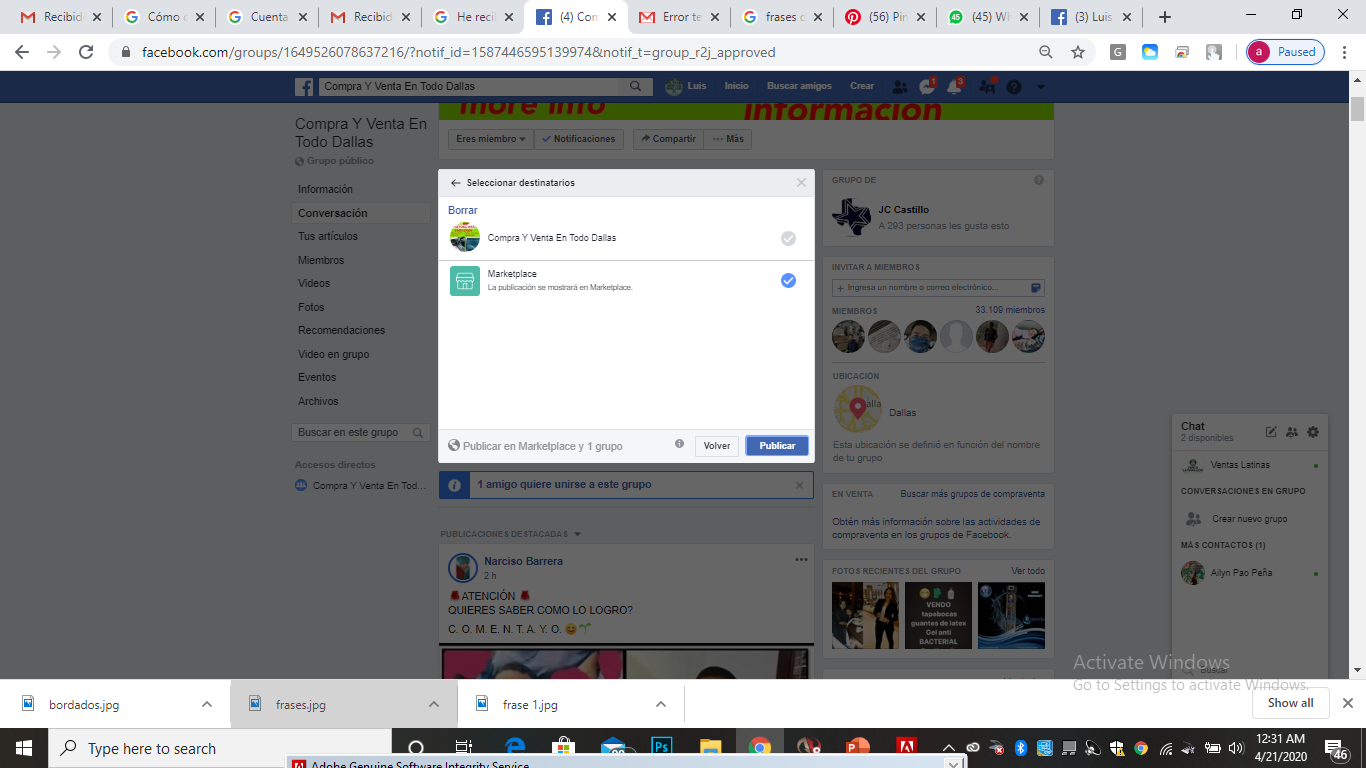 Recibid
Cómo c
Cuenta
Recibid
He recil
(4) Con
Error te
frases c
(56) Pin
(45) Wh
(3) Luis
facebook.com/groups/1649526078637216/?notif_id=1587446595139974&notif_t=group_r2j_approved
Paused
Compra Y Venta En Todo Dallas
Luis
Inicio
Buscar amigos
Crear
1
3
more info
información
Compra Y Venta En
Todo Dallas
Grupo público
Información
Conversación
Tus artículos
Miembros
Videos
Fotos
Recomendaciones
Video en grupo
Eventos
Archivos
Buscar en este grupo
Accesos directos
Compra Y Venta En Tod...
Eres miembro
Notificaciones
Compartir
Más
Seleccionar destinatarios
Borrar
Compra Y Venta En Todo Dallas
Marketplace
La publicación se mostrará en Marketplace.
Publicar en Marketplace y 1 grupo
Volver
Publicar
1 amigo quiere unirse a este grupo
PUBLICACIONES DESTACADAS
Narciso Barrera
2 h
ATENCIÓN
QUIERES SABER COMO LO LOGRO?
C. O. M. E. N. T. A. Y. O.
GRUPO DE
JC Castillo
A 293 personas les gusta esto
INVITAR A MIEMBROS
+ Ingresa un nombre o correo electrónico...
MIEMBROS
33.109 miembros
UBICACIÓN
Dallas
Esta ubicación se definió en función del nombre
de tu grupo
EN VENTA
Buscar más grupos de compraventa
Obtén más información sobre las actividades de
compraventa en los grupos de Facebook.
FOTOS RECIENTES DEL GRUPO
Ver todo
VENDO
tapabocas
guantes de latex
Gel anti
BACTERIAL
Chat
2 disponibles
Ventas Latinas
CONVERSACIONES EN GRUPO
Crear nuevo grupo
MÁS CONTACTOS (1)
Ailyn Pao Peña
Buscar
Activate Windows
Go to Settings to activate Windows.
bordados.jpg
frases.jpg
frase 1.jpg
Show all
Type here to search
Adobe Genuine Software Integrity Service
12:31 AM
4/21/2020
46